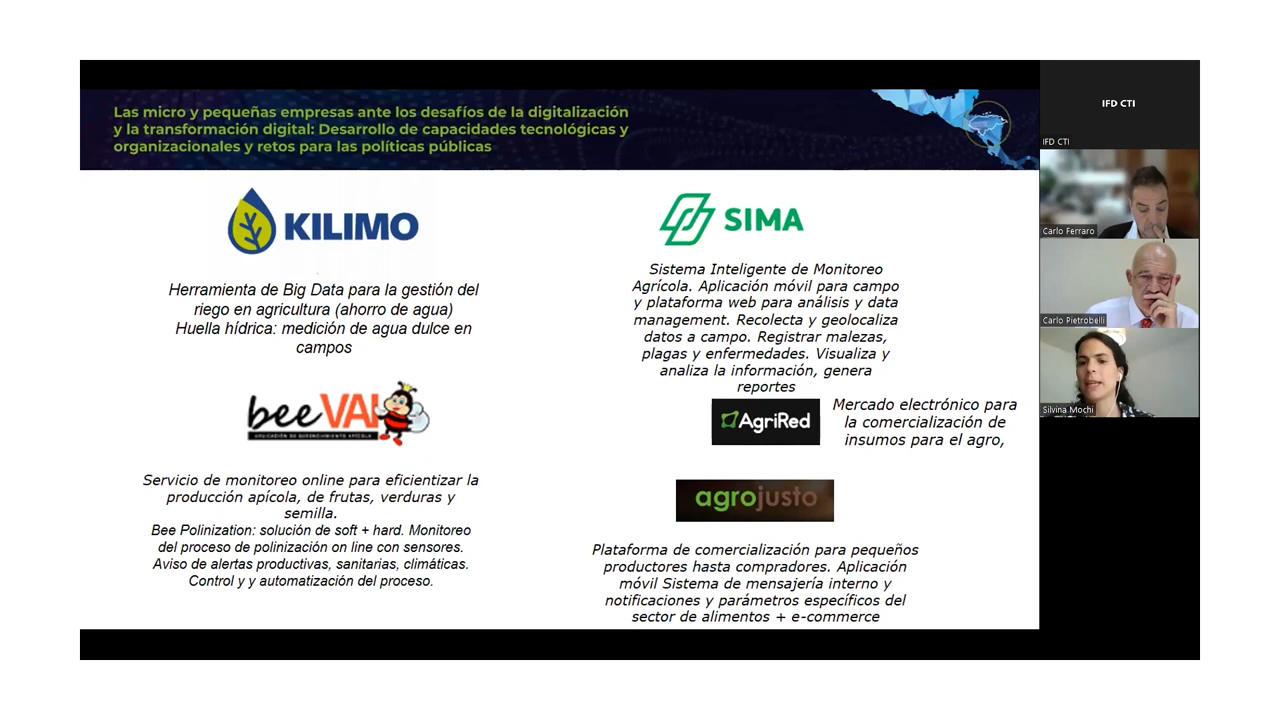 Las micro y pequeñas empresas ante los desafíos de la digitalización
y la transformación digital: Desarrollo de capacidades tecnológicas y
organizacionales y retos para las políticas públicas
KILIMO
Herramienta de Big Data para la gestión del
riego en agricultura (ahorro de agua)
Huella hídrica: medición de agua dulce en
campos
beeVAI
Servicio de monitoreo online para eficientizar la
producción apícola, de frutas, verduras y
semilla.
Bee Polinization: solución de soft + hard. Monitoreo
del proceso de polinización on line con sensores.
Aviso de alertas productivas, sanitarias, climáticas.
Control y y automatización del proceso.
SIMA
Sistema Inteligente de Monitoreo
Agrícola. Aplicación móvil para campo
y plataforma web para análisis y data
management. Recolecta y geolocaliza
datos a campo. Registrar malezas,
plagas y enfermedades. Visualiza y
analiza la información, genera
reportes
AgriRed
Mercado electrónico para
la comercialización de
insumos para el agro,
agrojusto
Plataforma de comercialización para pequeños
productores hasta compradores. Aplicación
móvil Sistema de mensajería interno y
notificaciones y parámetros específicos del
sector de alimentos + e-commerce
IFD CTI
IFD CTI
Carlo Ferraro
Carlo Pietrobelli
Silvina Mochi